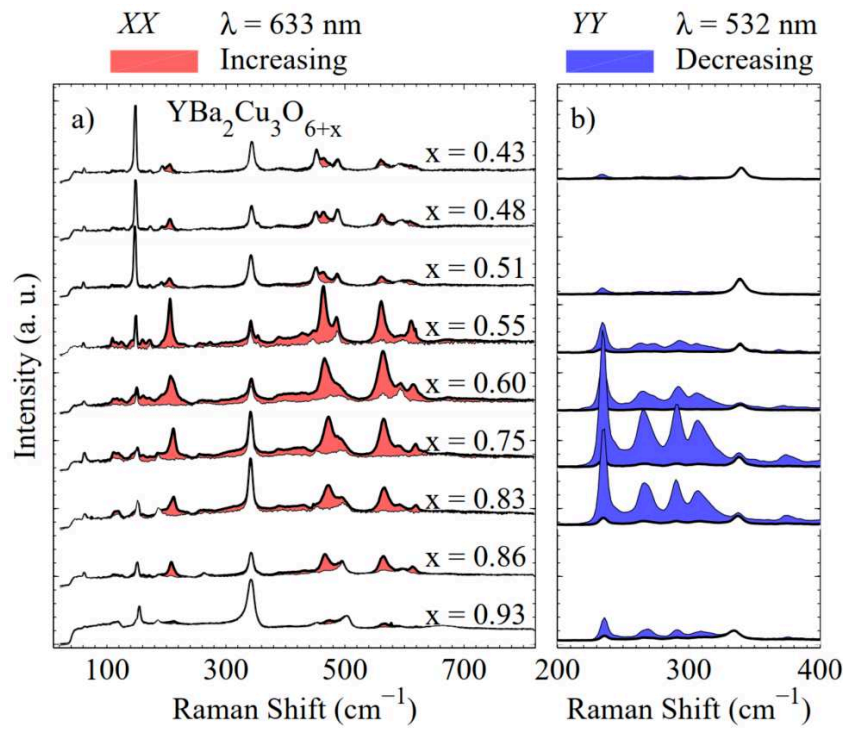 XX λ = 633 nm
Increasing
YY λ = 532 nm
Decreasing
a) YBa2Cu3O6+x
x = 0.43
x = 0.48
x = 0.51
x = 0.55
x = 0.60
x = 0.75
x = 0.83
x = 0.86
x = 0.93
Intensity (a. u.)
100 300 500 700
Raman Shift (cm−1)
b)
200 300 400
Raman Shift (cm−1)